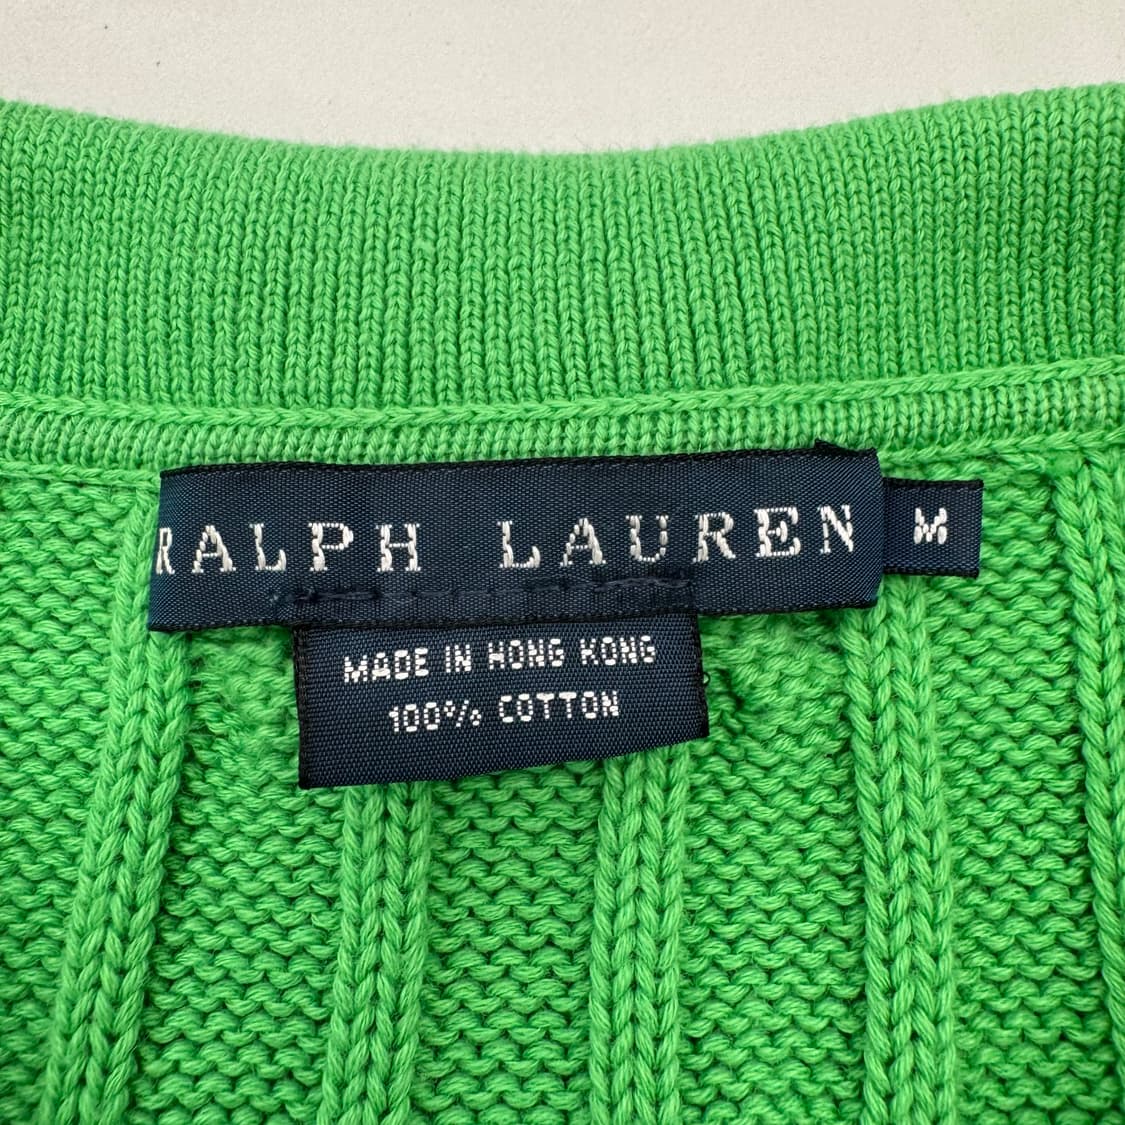 RALPH LAUREN M
MADE IN HONG KONG
100% COTTON